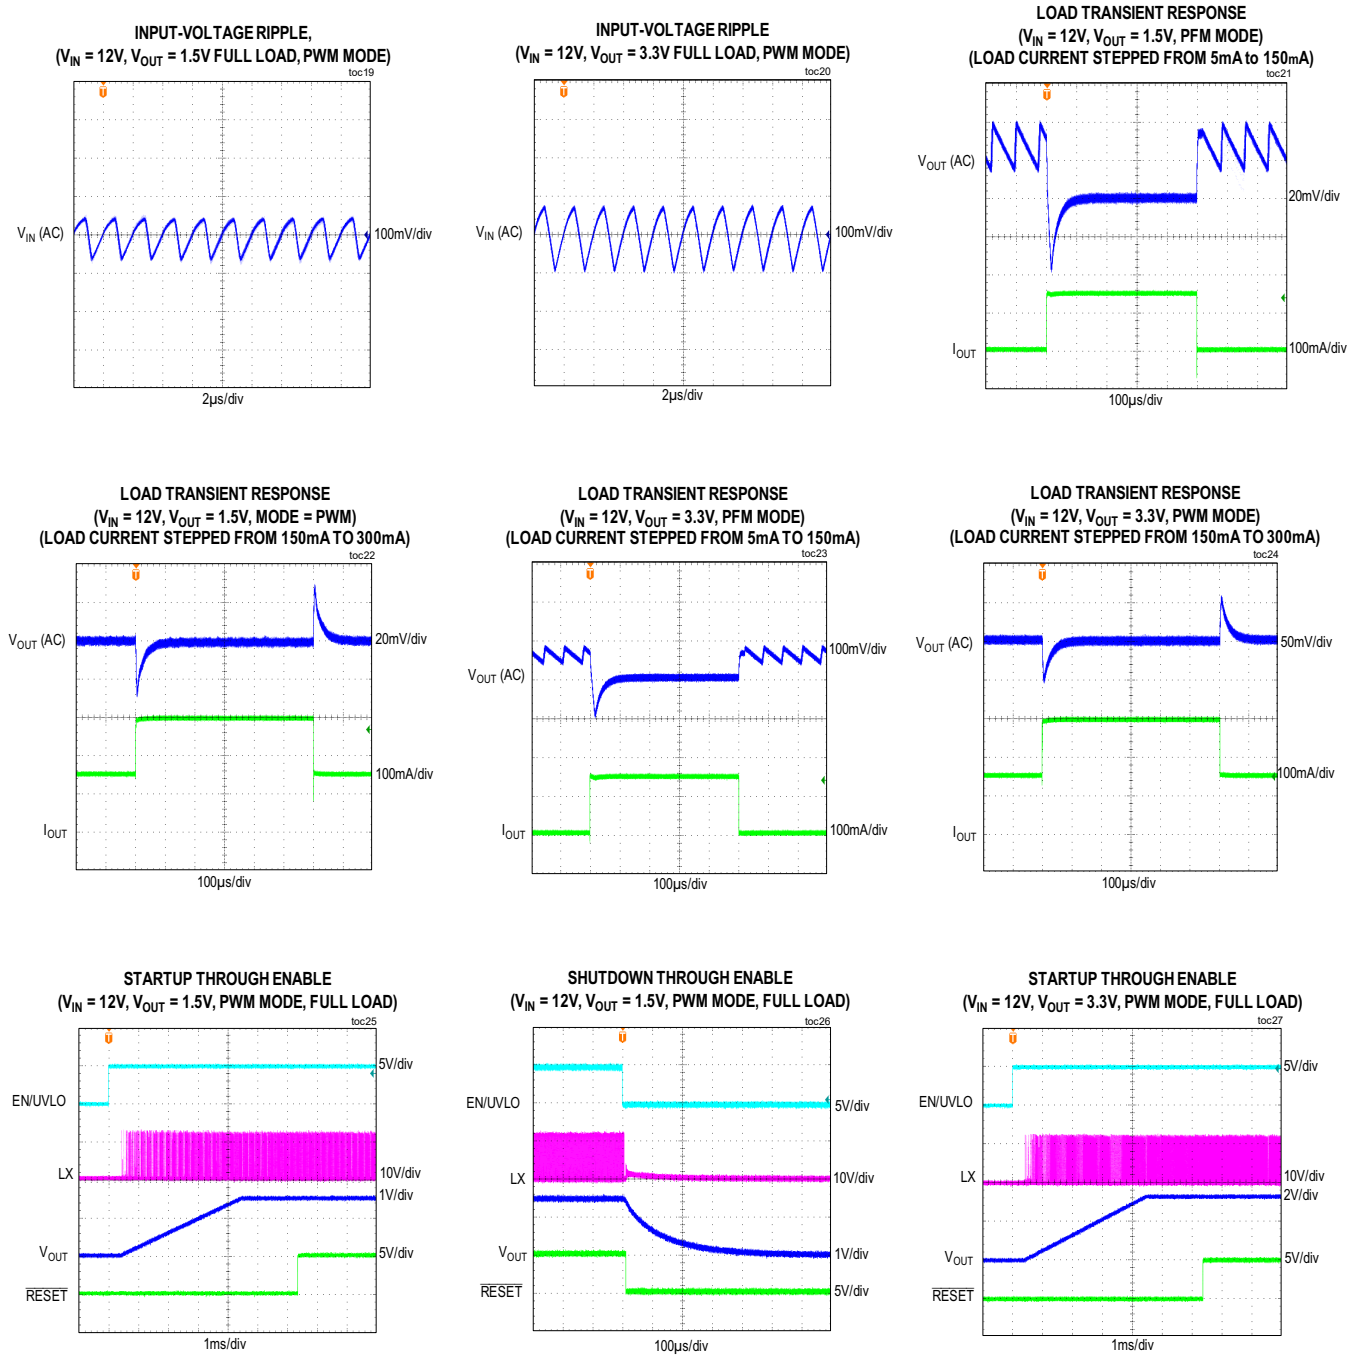 INPUT-VOLTAGE RIPPLE,
(VIN = 12V, VOUT = 1.5V FULL LOAD, PWM MODE)
toc19
T
VIN (AC)
100mV/div
2µs/div
INPUT-VOLTAGE RIPPLE
(VIN = 12V, VOUT = 3.3V FULL LOAD, PWM MODE)
toc20
T
VIN (AC)
100mV/div
2µs/div
LOAD TRANSIENT RESPONSE
(VIN = 12V, VOUT = 1.5V, PFM MODE)
(LOAD CURRENT STEPPED FROM 5mA to 150mA)
toc21
T
VOUT (AC)
20mV/div
IOUT
100mA/div
100µs/div
LOAD TRANSIENT RESPONSE
(VIN = 12V, VOUT = 1.5V, MODE = PWM)
(LOAD CURRENT STEPPED FROM 150mA TO 300mA)
toc22
T
VOUT (AC)
20mV/div
100mA/div
IOUT
100µs/div
LOAD TRANSIENT RESPONSE
(VIN = 12V, VOUT = 3.3V, PFM MODE)
(LOAD CURRENT STEPPED FROM 5mA TO 150mA)
toc23
T
100mV/div
VOUT (AC)
IOUT
100mA/div
100µs/div
LOAD TRANSIENT RESPONSE
(VIN = 12V, VOUT = 3.3V, PWM MODE)
(LOAD CURRENT STEPPED FROM 150mA TO 300mA)
toc24
T
VOUT (AC)
50mV/div
100mA/div
IOUT
100µs/div
STARTUP THROUGH ENABLE
(VIN = 12V, VOUT = 1.5V, PWM MODE, FULL LOAD)
toc25
T
5V/div
EN/UVLO
LX
10V/div
1V/div
VOUT
5V/div
RESET
1ms/div
SHUTDOWN THROUGH ENABLE
(VIN = 12V, VOUT = 1.5V, PWM MODE, FULL LOAD)
toc26
T
EN/UVLO
5V/div
LX
10V/div
VOUT
1V/div
RESET
5V/div
100µs/div
STARTUP THROUGH ENABLE
(VIN = 12V, VOUT = 3.3V, PWM MODE, FULL LOAD)
toc27
T
5V/div
EN/UVLO
LX
10V/div
2V/div
VOUT
5V/div
RESET
1ms/div